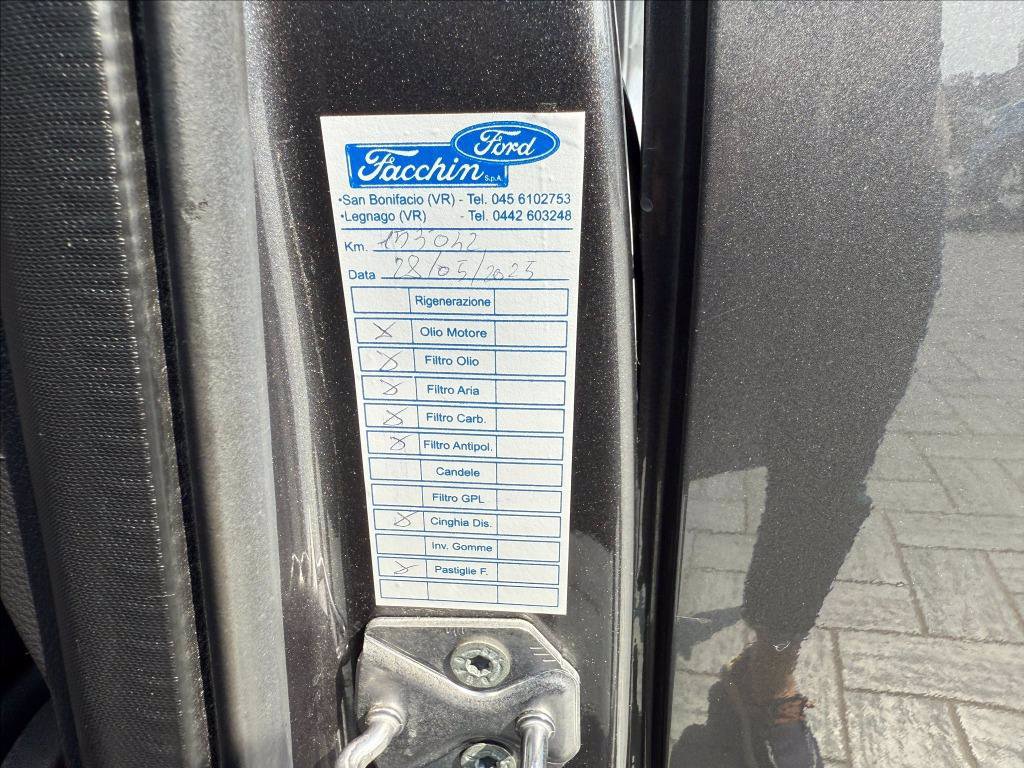 Ford
Facchin S.p.A.
•San Bonifacio (VR) - Tel. 045 6102753
•Legnago (VR) - Tel. 0442 603248
Km. 155042
Data 28/05/2025
Rigenerazione
X Olio Motore
X Filtro Olio
X Filtro Aria
X Filtro Carb.
X Filtro Antipol.
Candele
Filtro GPL
X Cinghia Dis.
Inv. Gomme
X Pastiglie F.